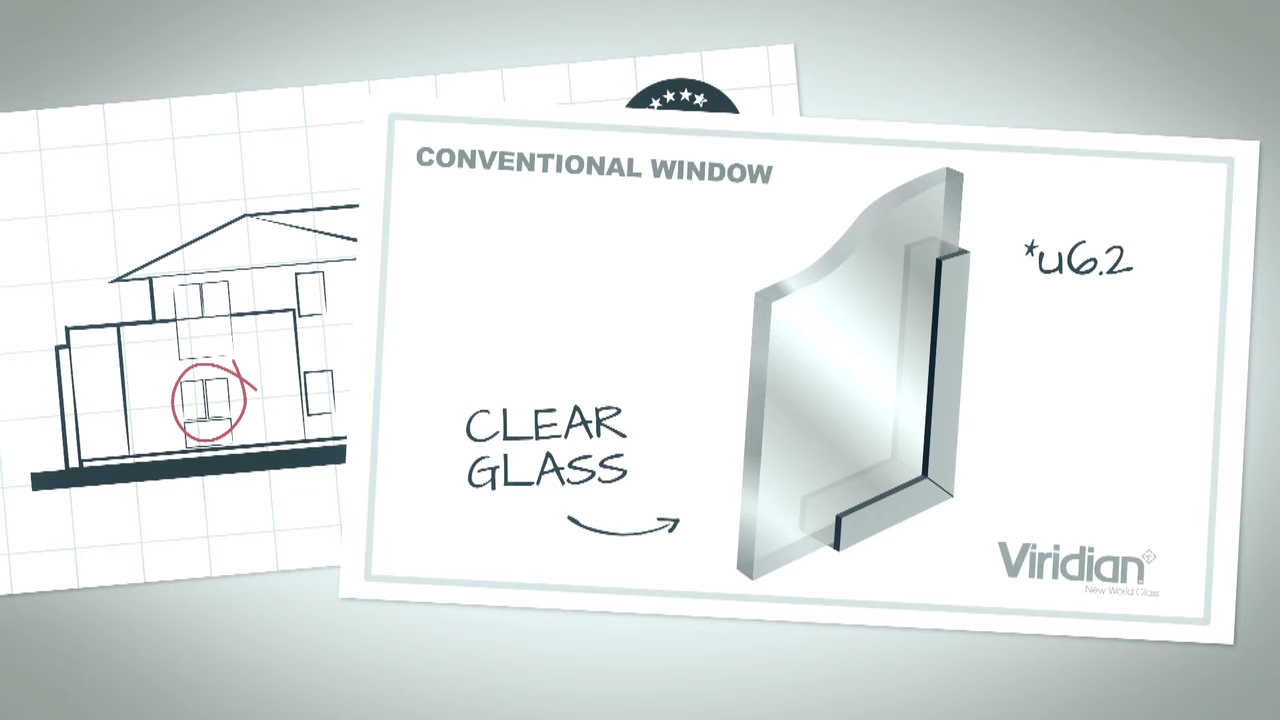 CONVENTIONAL WINDOW
*u6.2
CLEAR
GLASS
Viridian
New World Glass